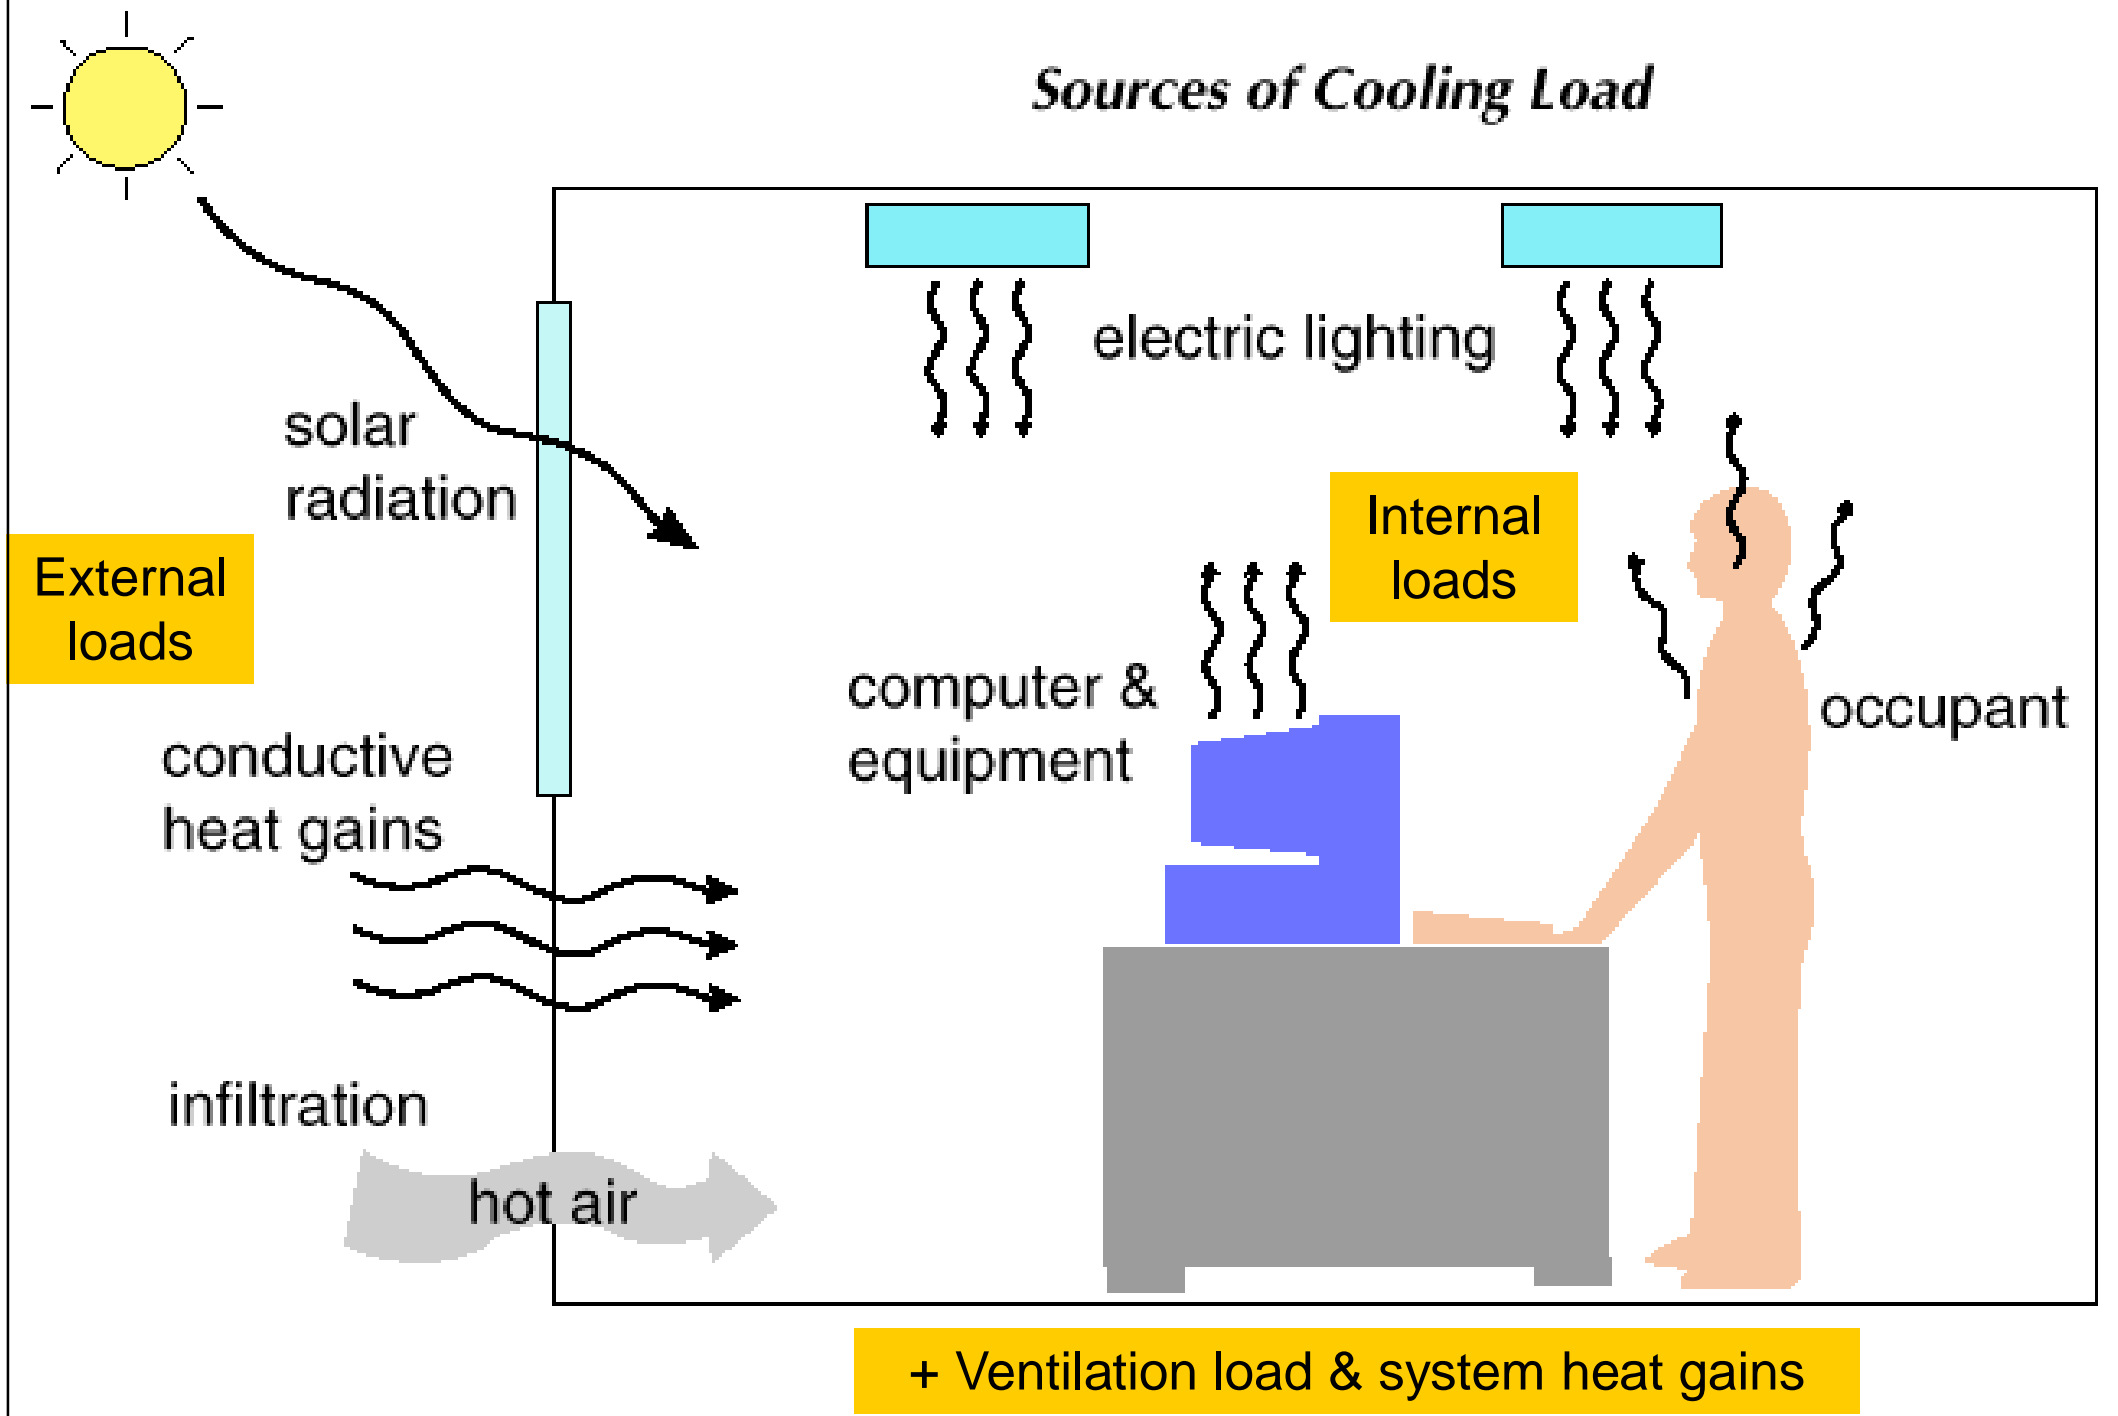 Sources of Cooling Load
electric lighting
solar
radiation
Internal
loads
External
loads
computer &
equipment
occupant
conductive
heat gains
infiltration
hot air
+ Ventilation load & system heat gains